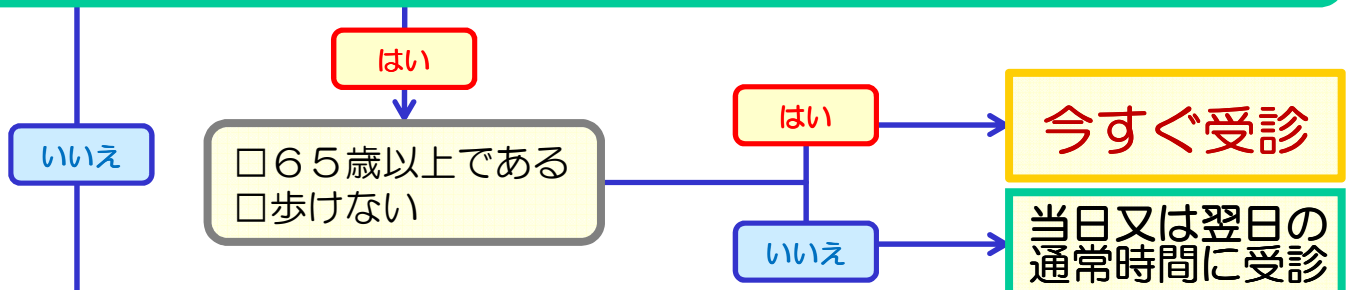 はい
いいえ
□６５歳以上である
□歩けない
はい
今すぐ受診
いいえ
当日又は翌日の
通常時間に受診